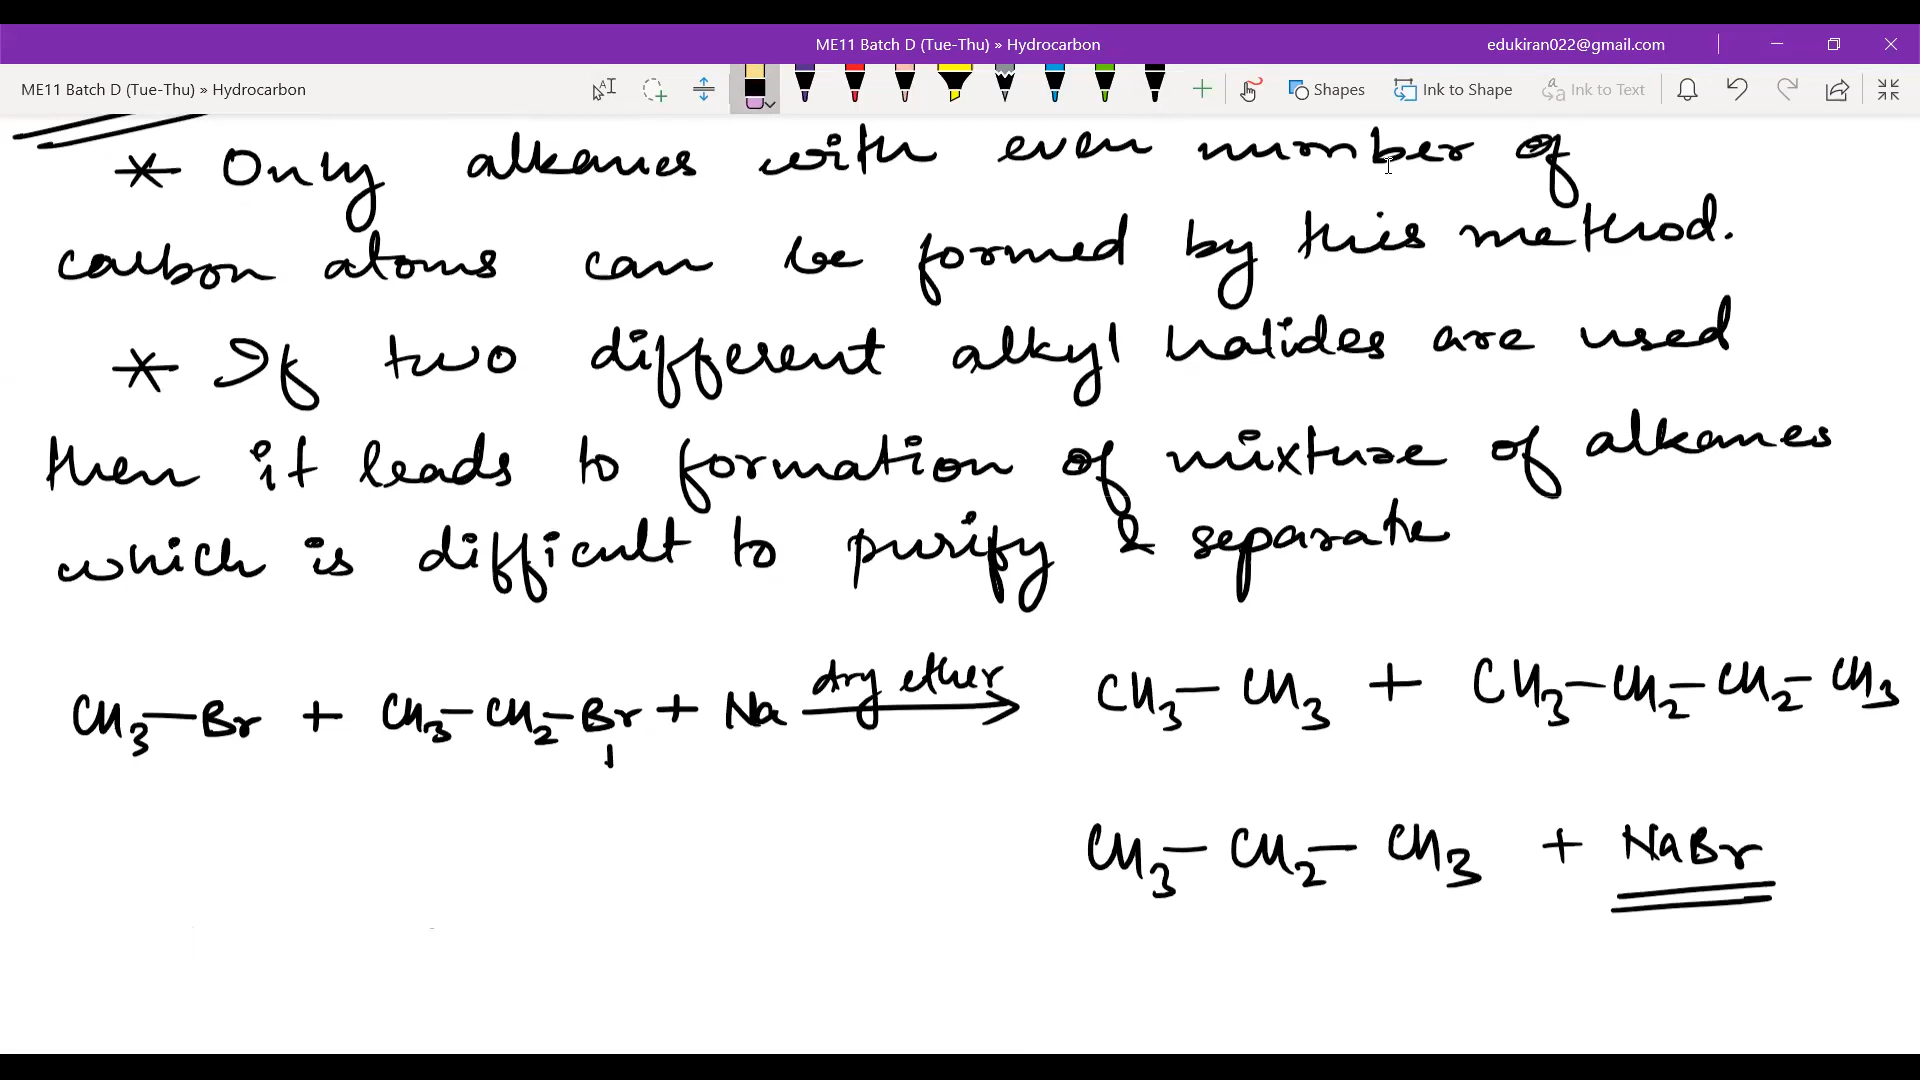 ME11 Batch D (Tue-Thu) » Hydrocarbon
edukiran022@gmail.com
ME11 Batch D (Tue-Thu) » Hydrocarbon
Shapes
Ink to Shape
Ink to Text
* Only alkanes with even number of
carbon atoms can be formed by this method.
* If two different alkyl halides are used
then it leads to formation of mixture of alkanes
which is difficult to purify & separate
CH₃—Br + CH₃—CH₂—Br + Na dry ether → CH₃—CH₃ + CH₃—CH₂—CH₂—CH₃
CH₃—CH₂—CH₃ + NaBr